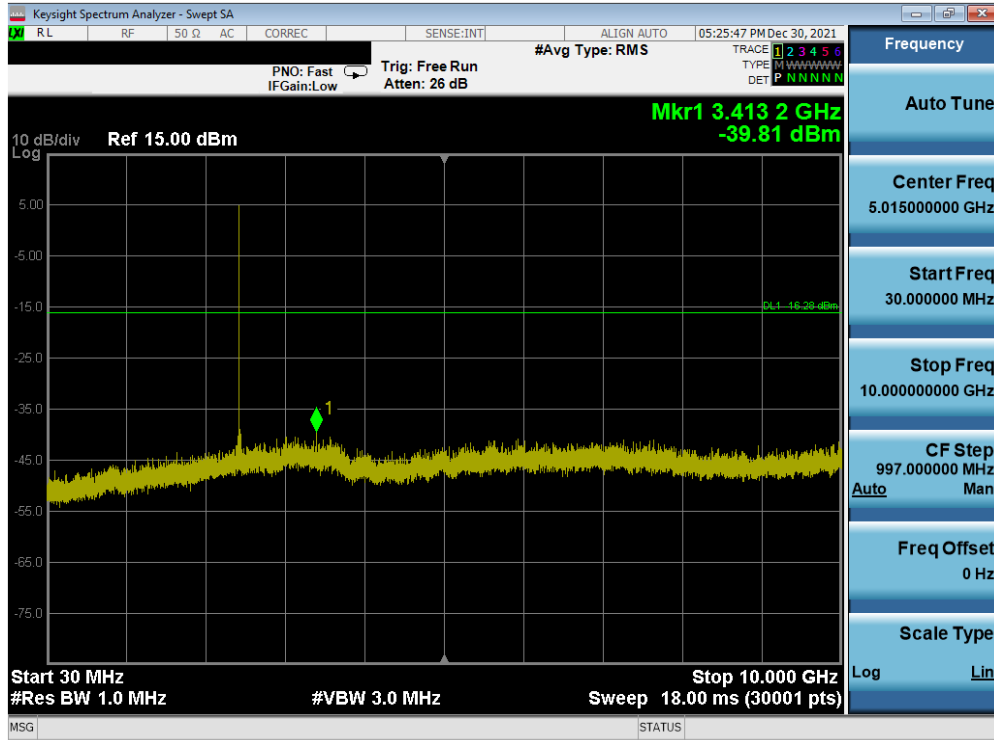 Keysight Spectrum Analyzer - Swept SA
LXI RL RF 50 Ω AC CORREC SENSE:INT ALIGN AUTO 05:25:47 PM Dec 30, 2021
PNO: Fast
IFGain:Low
Trig: Free Run
Atten: 26 dB
#Avg Type: RMS
TRACE 1 2 3 4 5 6
TYPE M WWWWW
DET P N N N N N
Mkr1 3.413 2 GHz
-39.81 dBm
10 dB/div
Log
Ref 15.00 dBm
5.00
-5.00
-15.0
DL1 -16.28 dBm
-25.0
-35.0
1
-45.0
-55.0
-65.0
-75.0
Start 30 MHz Stop 10.000 GHz
#Res BW 1.0 MHz #VBW 3.0 MHz Sweep 18.00 ms (30001 pts)
MSG STATUS
Frequency
Auto Tune
Center Freq
5.015000000 GHz
Start Freq
30.000000 MHz
Stop Freq
10.000000000 GHz
CF Step
997.000000 MHz
Auto Man
Freq Offset
0 Hz
Scale Type
Log Lin